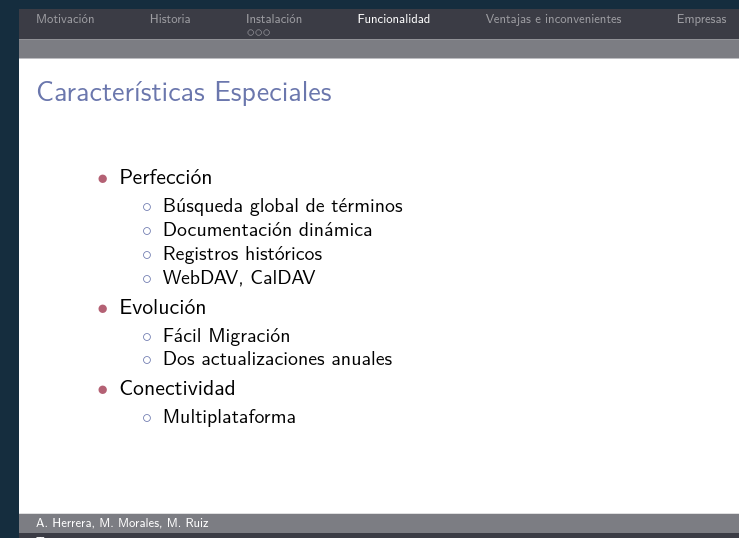 Motivación Historia Instalación Funcionalidad Ventajas e inconvenientes Empresas
Características Especiales
Perfección
Búsqueda global de términos
Documentación dinámica
Registros históricos
WebDAV, CalDAV
Evolución
Fácil Migración
Dos actualizaciones anuales
Conectividad
Multiplataforma
A. Herrera, M. Morales, M. Ruiz